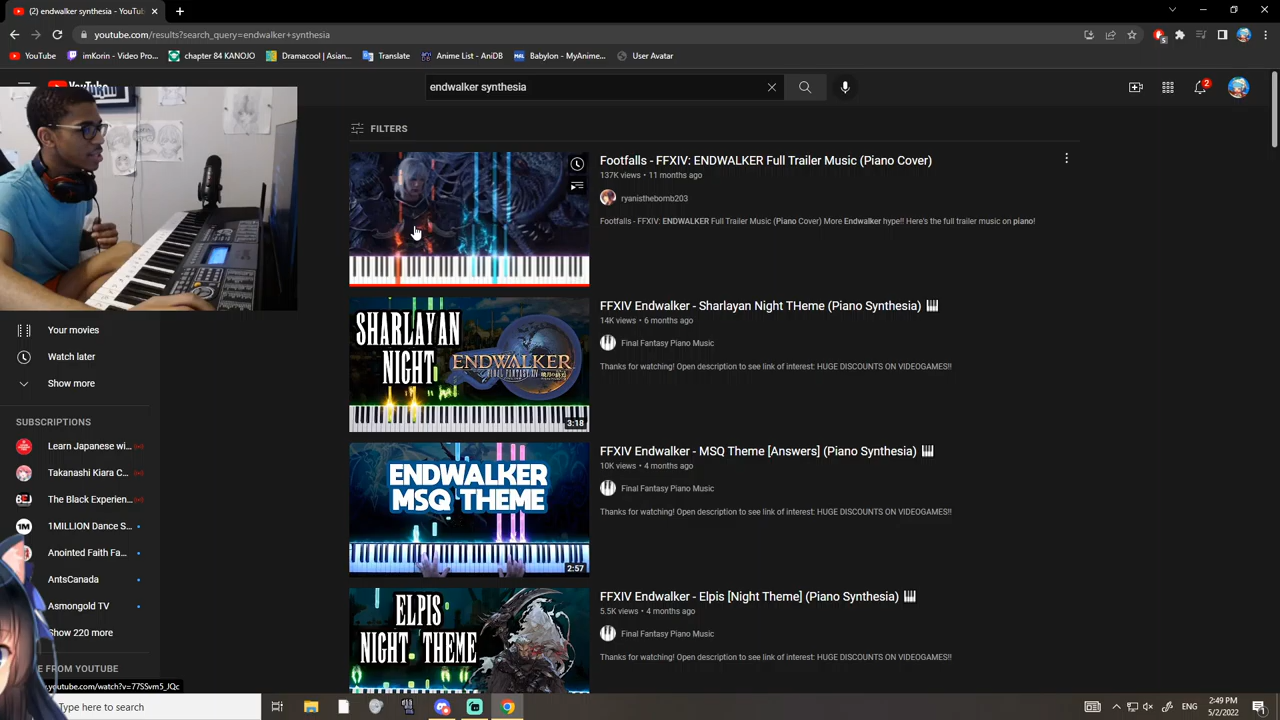 (2) endwalker synthesia - YouTub
youtube.com/results?search_query=endwalker+synthesia
YouTube
imKorin - Video Pro...
chapter 84 KANOJO
Dramacool | Asian...
Translate
Anime List - AniDB
Babylon - MyAnime...
User Avatar
endwalker synthesia
2
FILTERS
Footfalls - FFXIV: ENDWALKER Full Trailer Music (Piano Cover)
137K views • 11 months ago
ryanisthebomb203
Footfalls - FFXIV: ENDWALKER Full Trailer Music (Piano Cover) More Endwalker hype!! Here's the full trailer music on piano!
SHARLAYAN
NIGHT
ENDWALKER
FINAL FANTASY XIV
3:18
FFXIV Endwalker - Sharlayan Night THeme (Piano Synthesia)
14K views • 6 months ago
Final Fantasy Piano Music
Thanks for watching! Open description to see link of interest: HUGE DISCOUNTS ON VIDEOGAMES!!
ENDWALKER
MSQ THEME
2:57
FFXIV Endwalker - MSQ Theme [Answers] (Piano Synthesia)
10K views • 4 months ago
Final Fantasy Piano Music
Thanks for watching! Open description to see link of interest: HUGE DISCOUNTS ON VIDEOGAMES!!
ELPIS
NIGHT THEME
FFXIV Endwalker - Elpis [Night Theme] (Piano Synthesia)
5.5K views • 4 months ago
Final Fantasy Piano Music
Thanks for watching! Open description to see link of interest: HUGE DISCOUNTS ON VIDEOGAMES!!
Your movies
Watch later
Show more
SUBSCRIPTIONS
Learn Japanese wi...
Takanashi Kiara C...
The Black Experien...
1MILLION Dance S...
Anointed Faith Fa...
AntsCanada
Asmongold TV
Show 220 more
E FROM YOUTUBE
.youtube.com/watch?v=77SSvm5_JQc
Type here to search
ENG
2:49 PM
5/2/2022